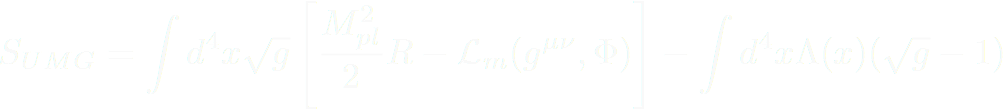 S_{UMG} = \int d^4x \sqrt{g} \left[ \frac{M_{pl}^2}{2} R - \mathcal{L}_m(g^{\mu\nu}, \Phi) \right] - \int d^4x \Lambda(x)(\sqrt{g} - 1)